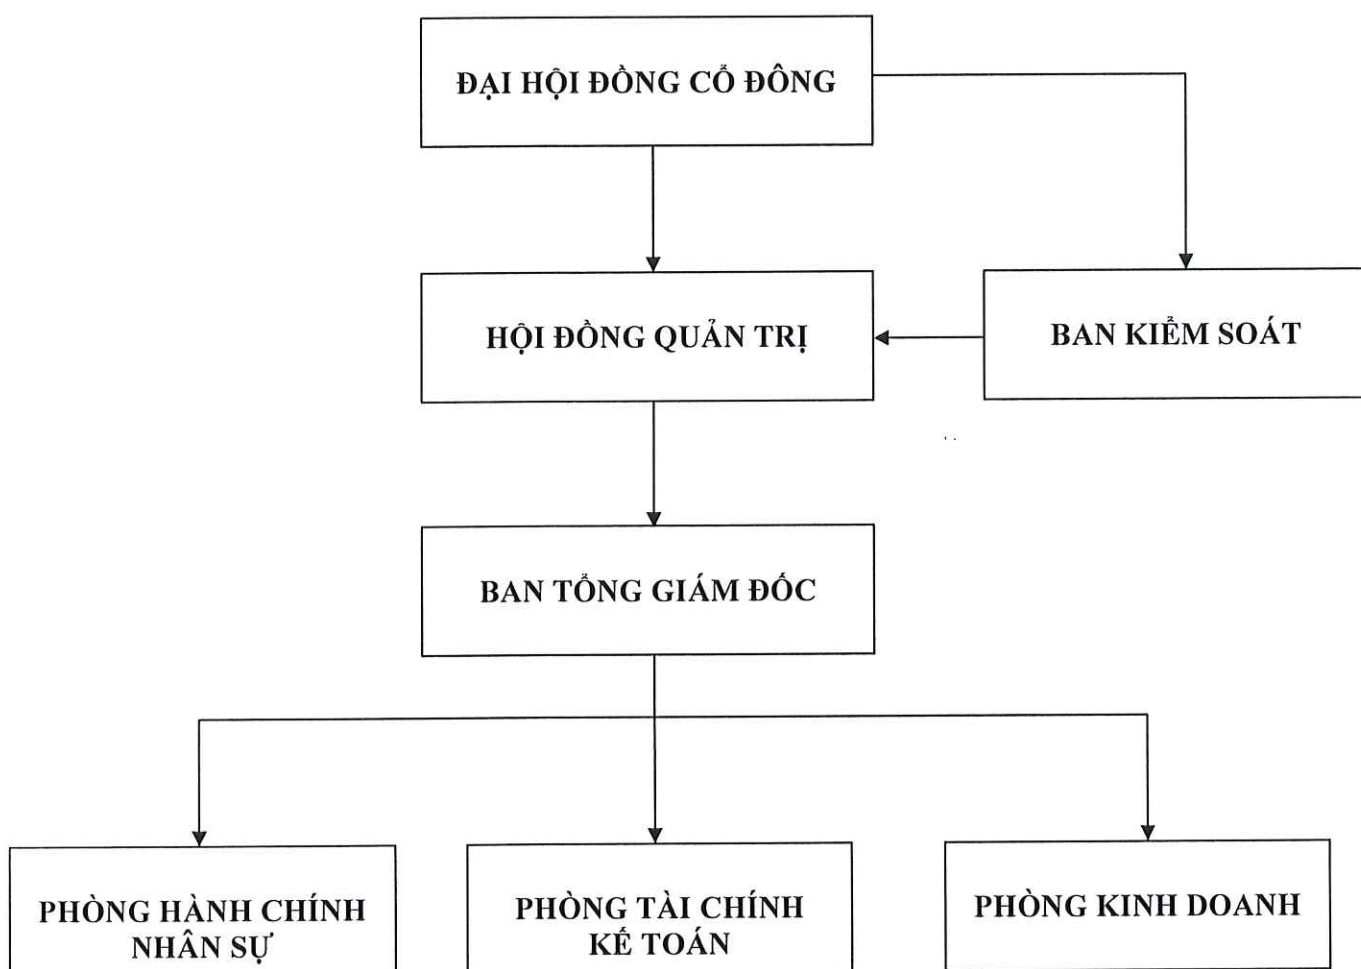 ĐẠI HỘI ĐỒNG CỔ ĐÔNG
HỘI ĐỒNG QUẢN TRỊ
BAN KIỂM SOÁT
BAN TỔNG GIÁM ĐỐC
PHÒNG HÀNH CHÍNH
NHÂN SỰ
PHÒNG TÀI CHÍNH
KẾ TOÁN
PHÒNG KINH DOANH